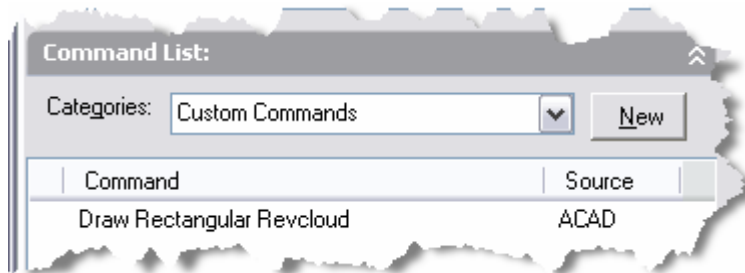 Command List:
Categories: Custom Commands New
Command Source
Draw Rectangular Revcloud ACAD